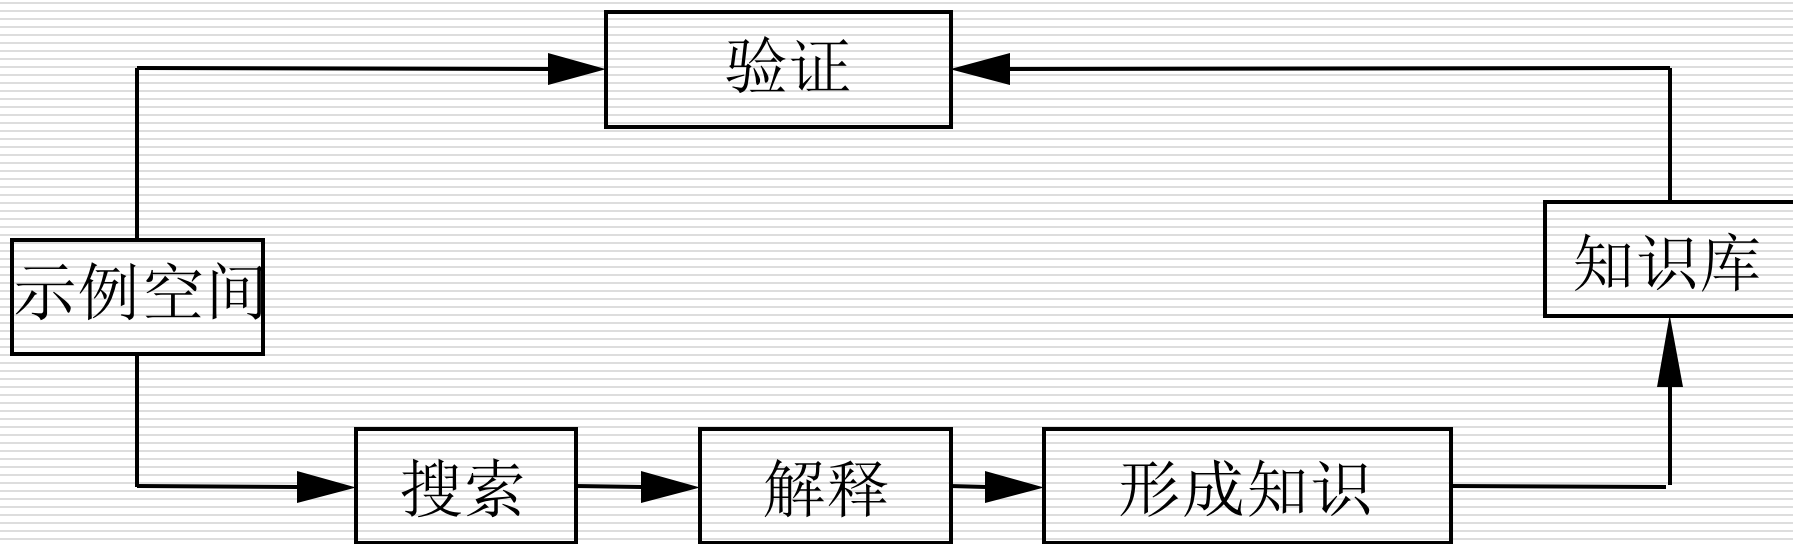 验证
知识库
示例空间
搜索
解释
形成知识